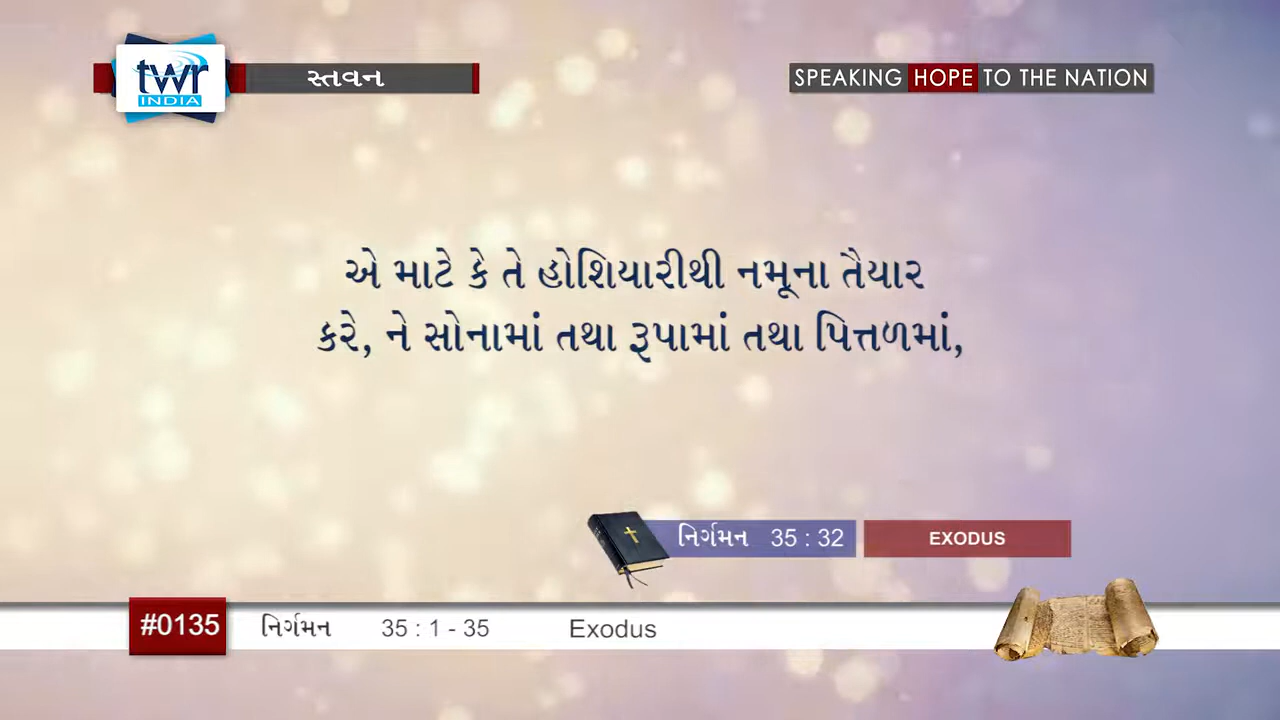 twr
INDIA
સ્તવન
SPEAKING HOPE TO THE NATION
એ માટે કે તે હોશિયારીથી નમૂના તૈયાર
કરે, ને સોનામાં તથા રૂપામાં તથા પિત્તળમાં,
નિર્ગમન 35 : 32 EXODUS
#0135 નિર્ગમન 35 : 1 - 35 Exodus